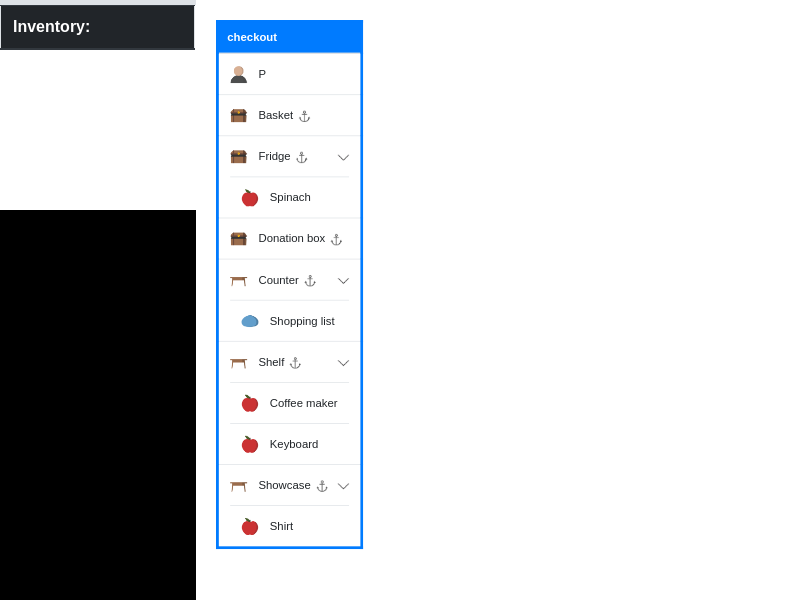 Inventory:
checkout
P
Basket
Fridge
Spinach
Donation box
Counter
Shopping list
Shelf
Coffee maker
Keyboard
Showcase
Shirt